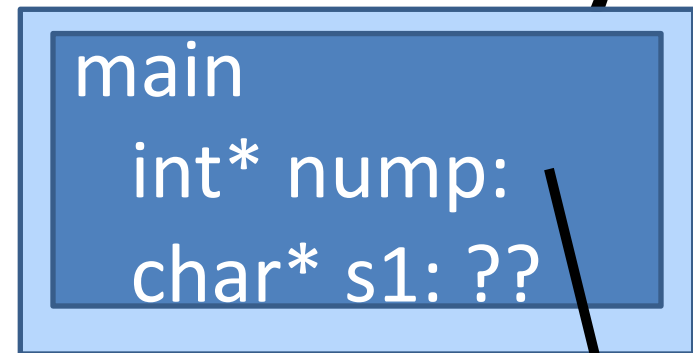 main
int* nump:
char* s1: ??